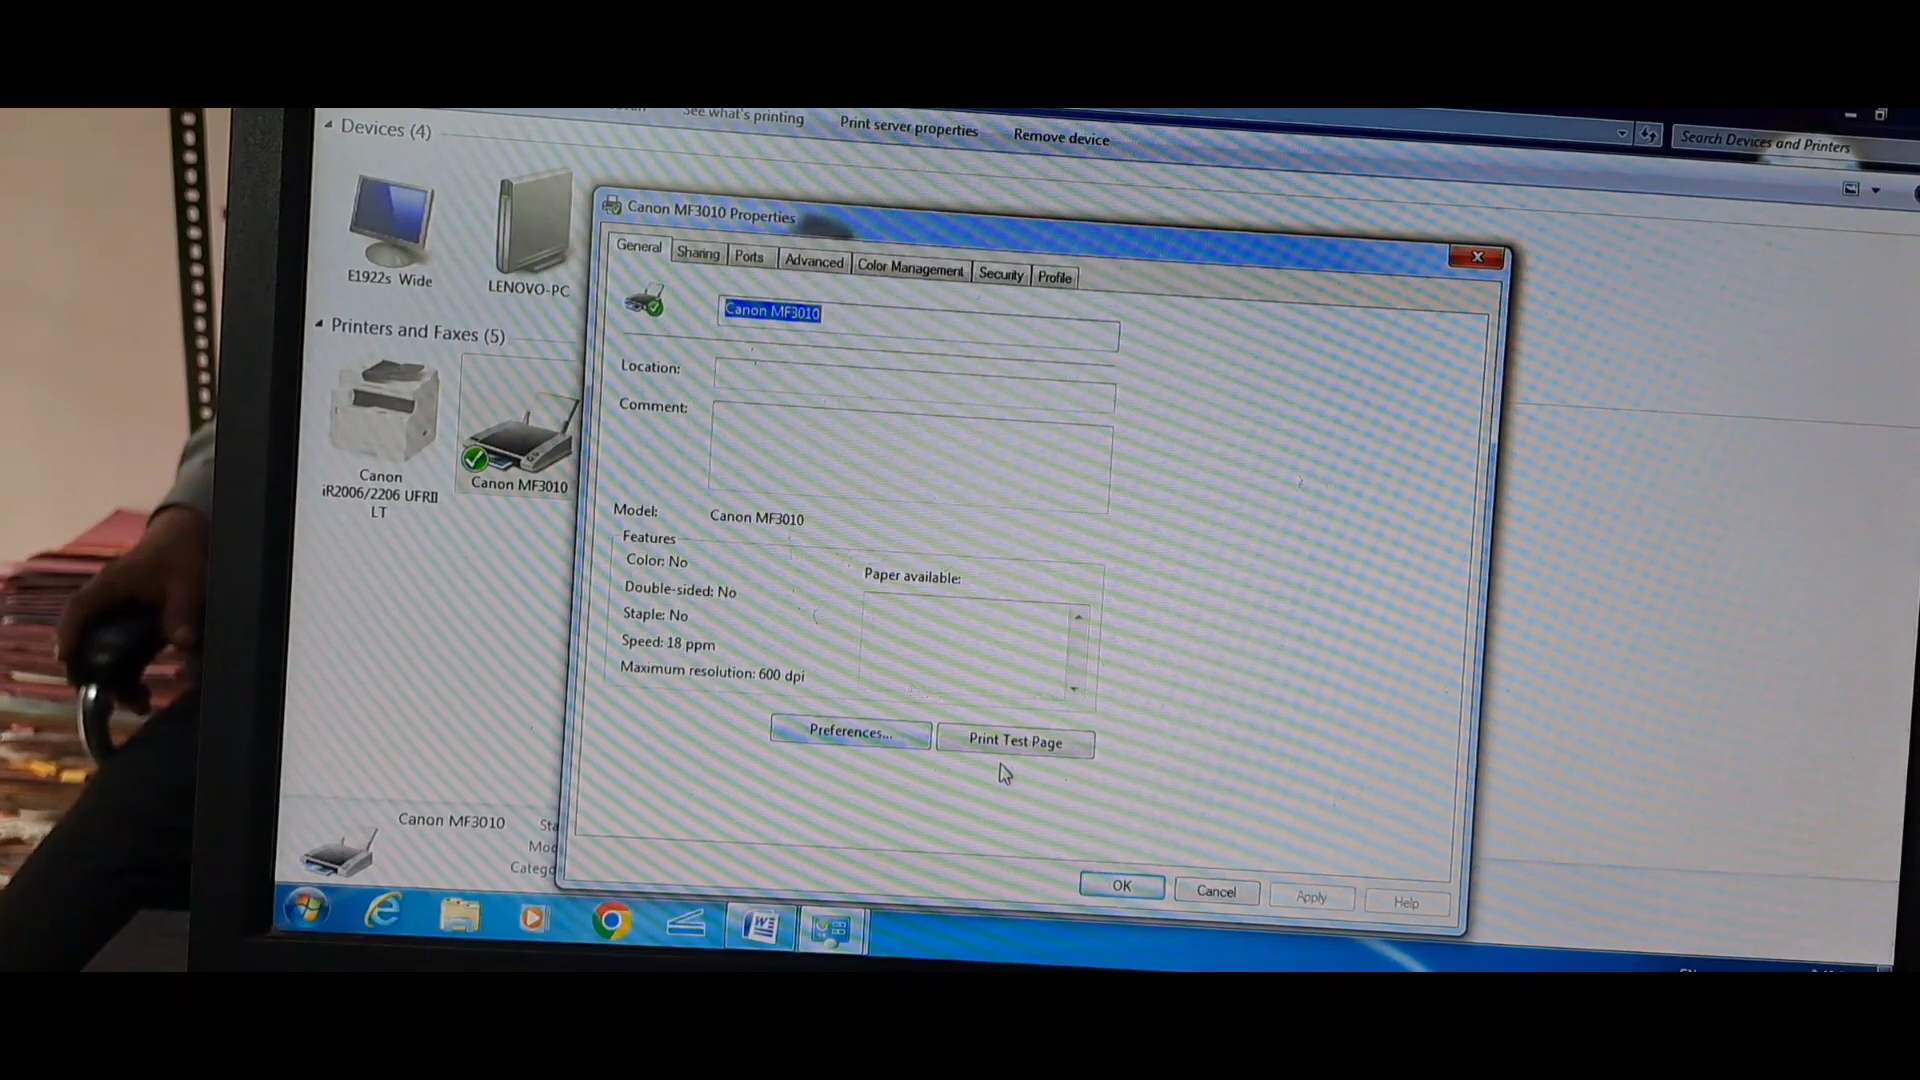 See what's printing
Print server properties
Remove device
Search Devices and Printers
Devices (4)
E1922s Wide
LENOVO-PC
Printers and Faxes (5)
Canon
iR2006/2206 UFRII
LT
Canon MF3010
Canon MF3010 Properties
General
Sharing
Ports
Advanced
Color Management
Security
Profile
Canon MF3010
Location:
Comment:
Model:
Canon MF3010
Features
Color: No
Double-sided: No
Staple: No
Speed: 18 ppm
Maximum resolution: 600 dpi
Paper available:
Preferences...
Print Test Page
OK
Cancel
Apply
Help
Canon MF3010